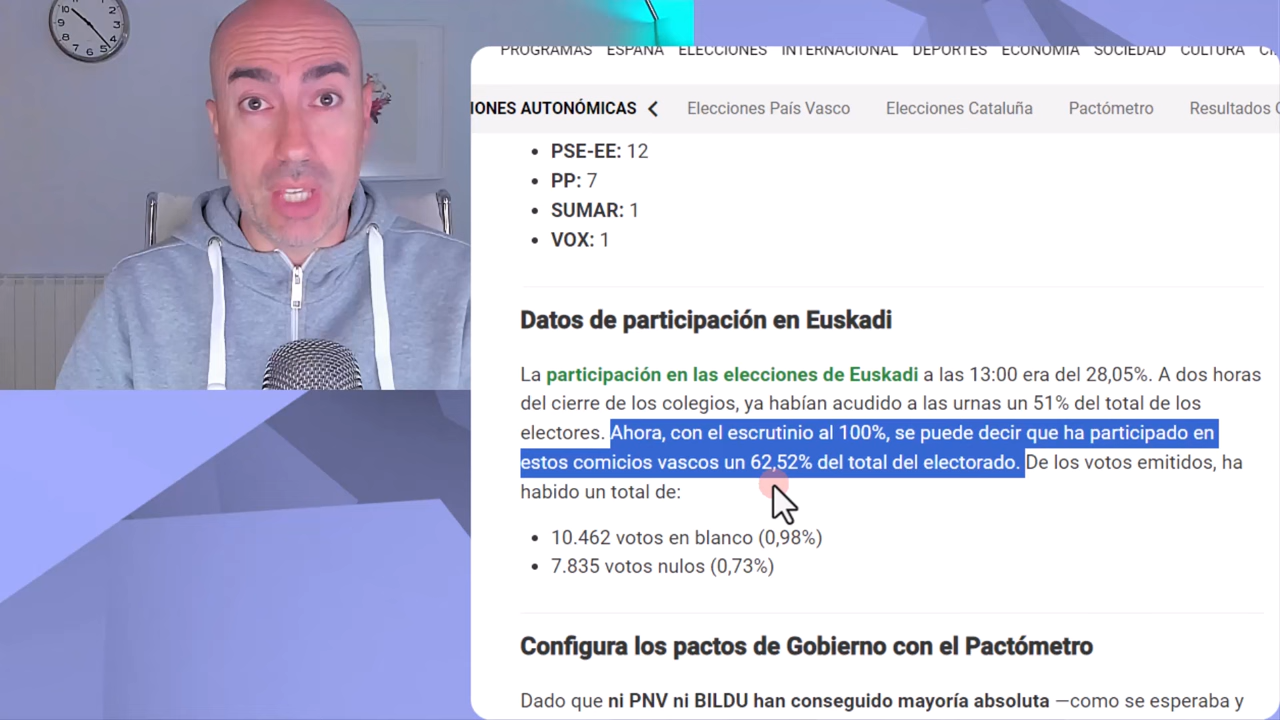 PROGRAMAS ESPAÑA ELECCIONES INTERNACIONAL DEPORTES ECONOMÍA SOCIEDAD CULTURA
IONES AUTONÓMICAS Elecciones País Vasco Elecciones Cataluña Pactómetro Resultados
PSE-EE: 12
PP: 7
SUMAR: 1
VOX: 1
Datos de participación en Euskadi
La participación en las elecciones de Euskadi a las 13:00 era del 28,05%. A dos horas
del cierre de los colegios, ya habían acudido a las urnas un 51% del total de los
electores. Ahora, con el escrutinio al 100%, se puede decir que ha participado en
estos comicios vascos un 62,52% del total del electorado. De los votos emitidos, ha
habido un total de:
10.462 votos en blanco (0,98%)
7.835 votos nulos (0,73%)
Configura los pactos de Gobierno con el Pactómetro
Dado que ni PNV ni BILDU han conseguido mayoría absoluta —como se esperaba y